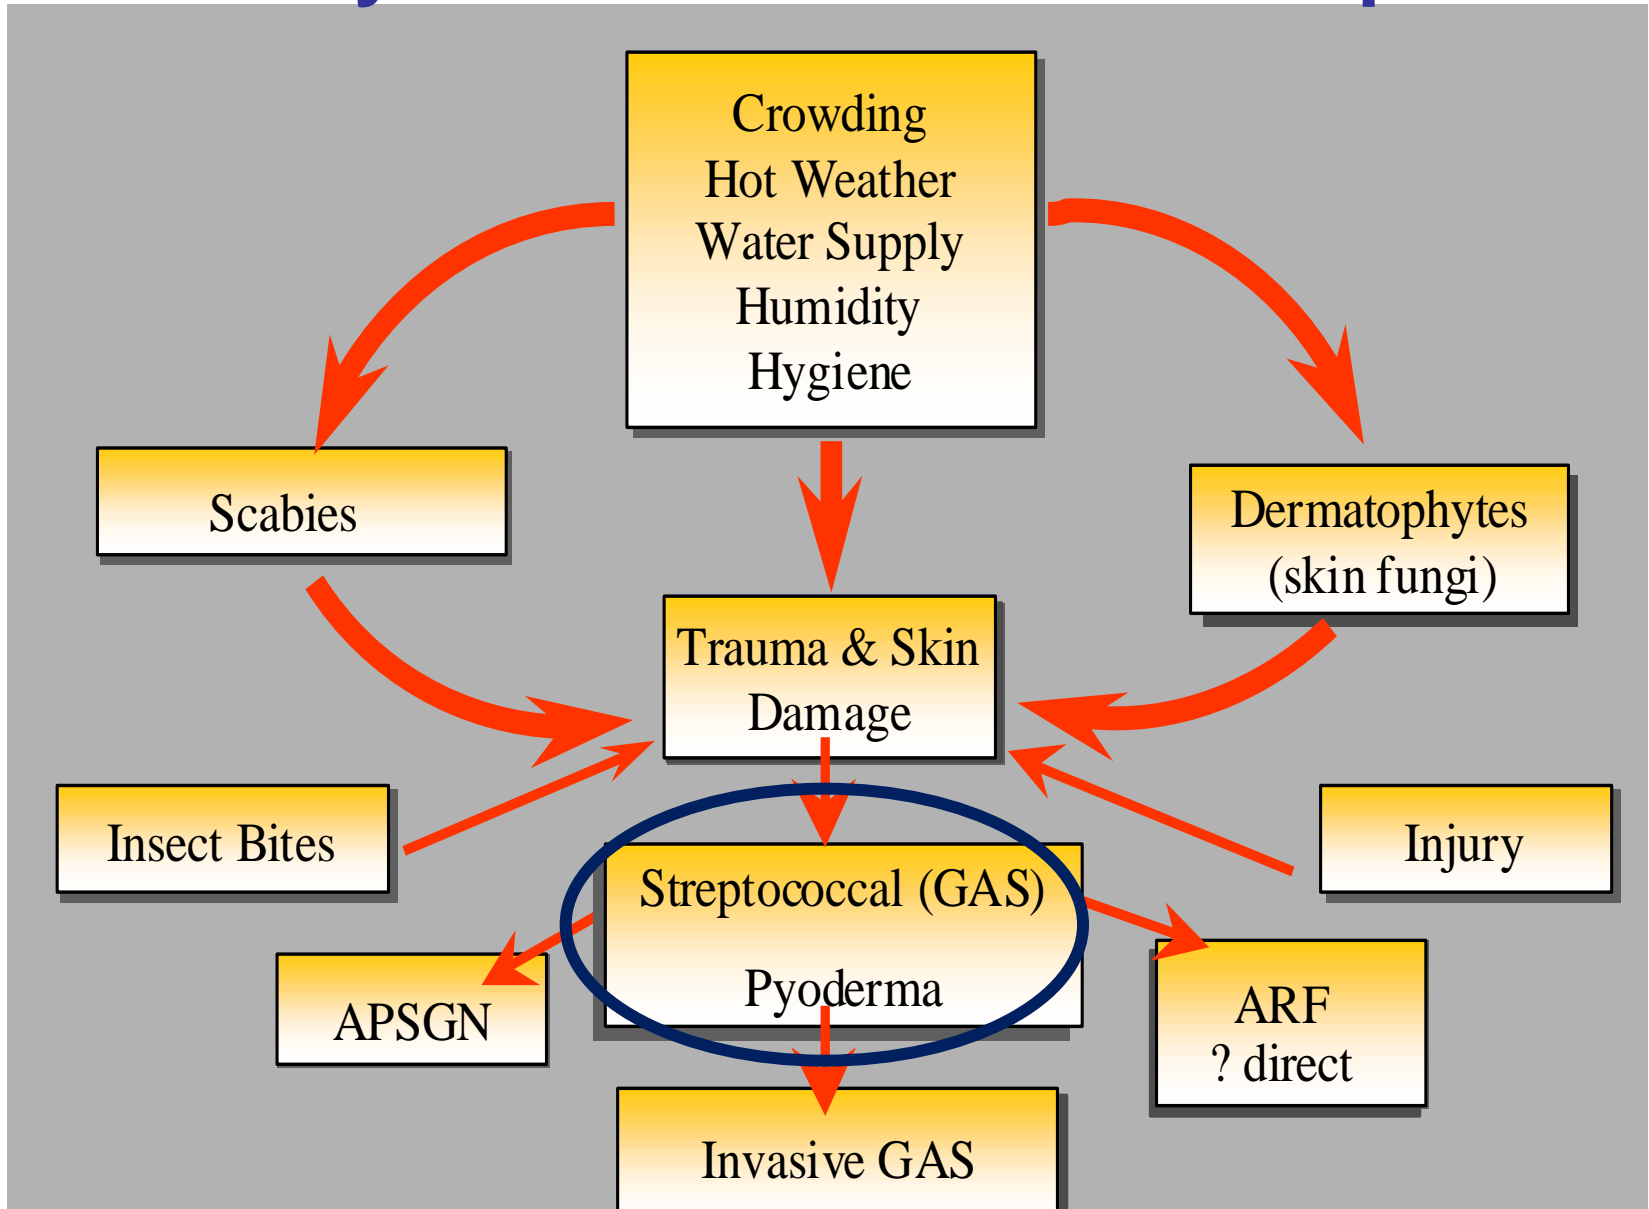 Crowding
Hot Weather
Water Supply
Humidity
Hygiene
Scabies
Dermatophytes
(skin fungi)
Trauma & Skin
Damage
Insect Bites
Injury
Streptococcal (GAS)
Pyoderma
APSGN
ARF
? direct
Invasive GAS